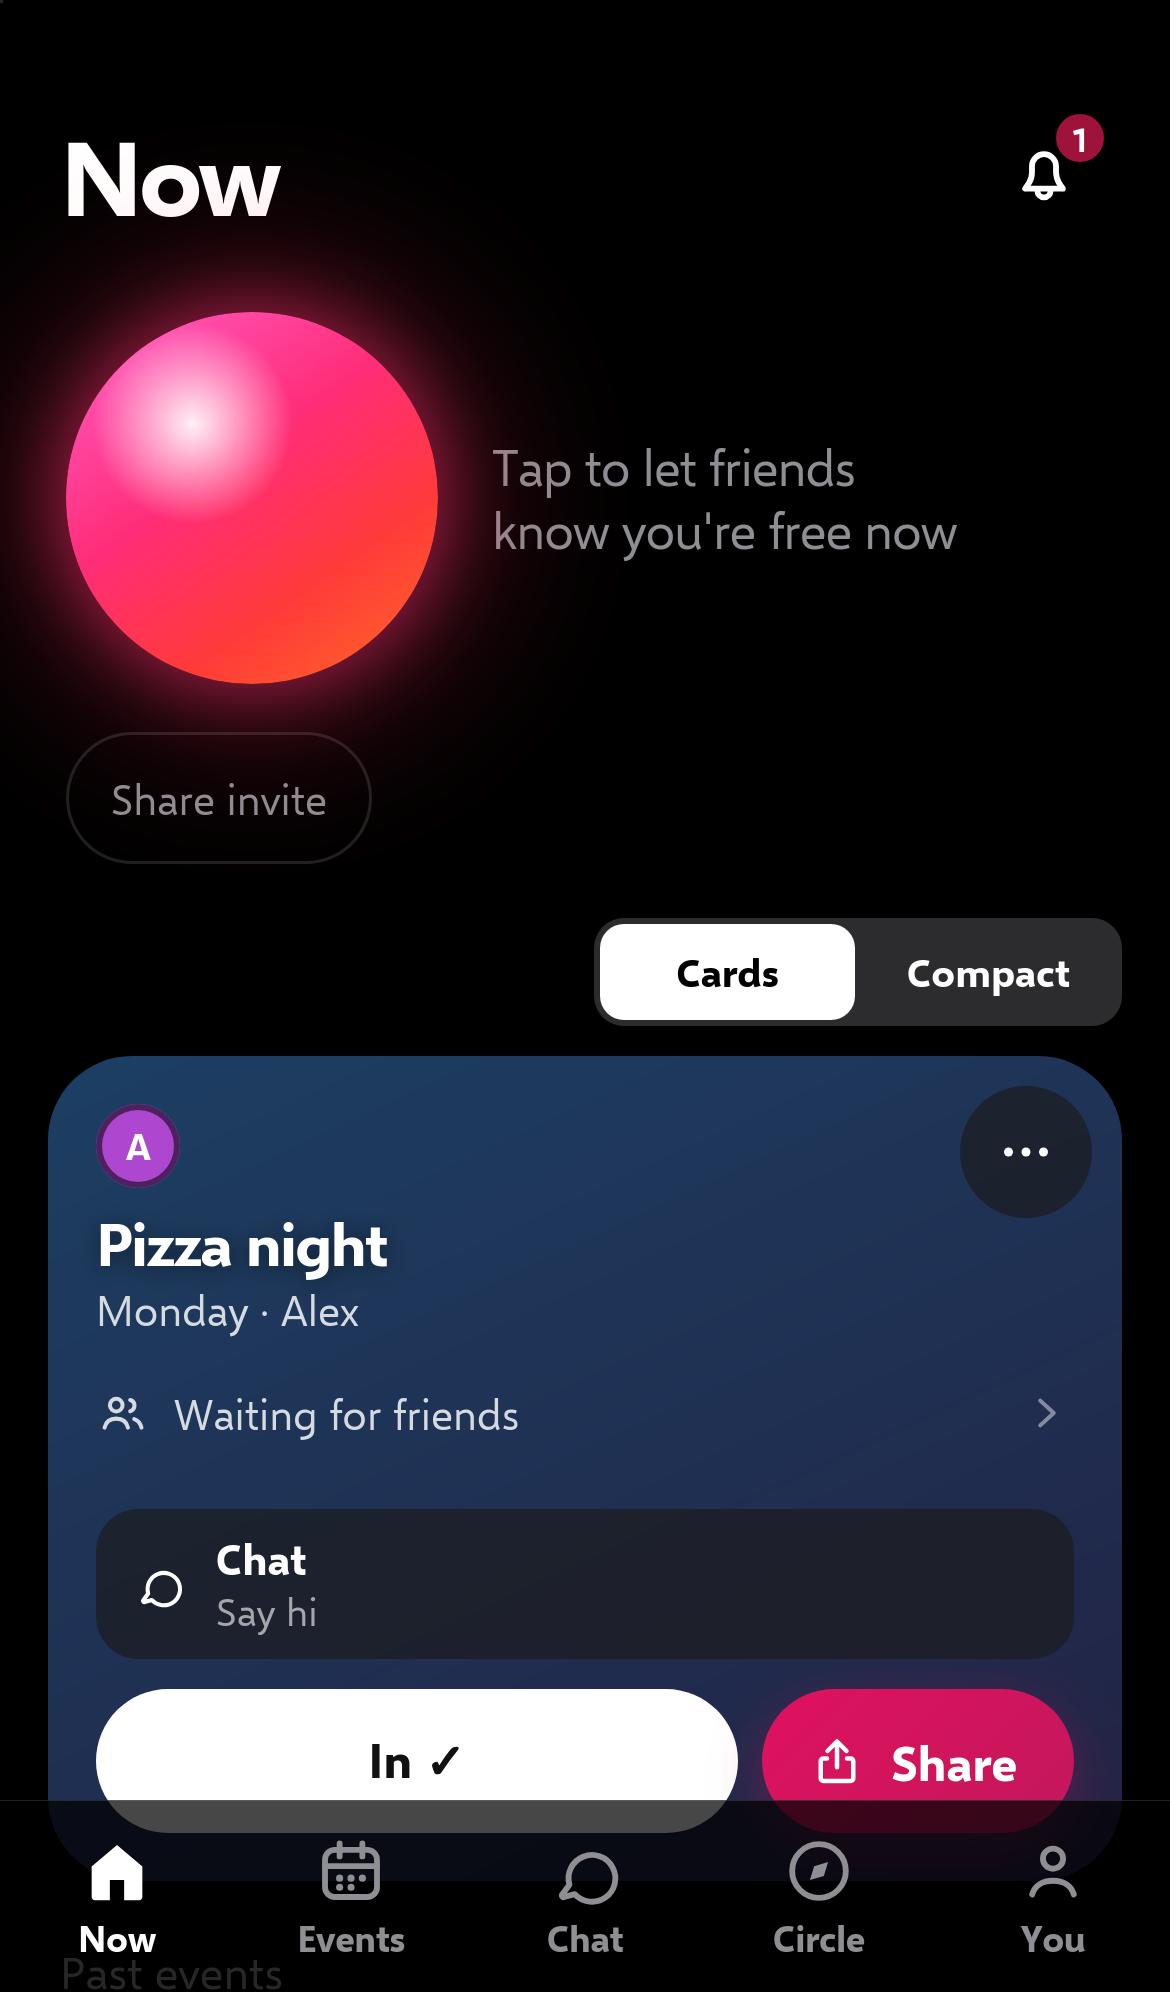 Now
1
Tap to let friends
know you're free now
Share invite
Cards
Compact
A
Pizza night
Monday · Alex
Waiting for friends
Chat
Say hi
In ✓
Share
Now
Events
Chat
Circle
You
Past events